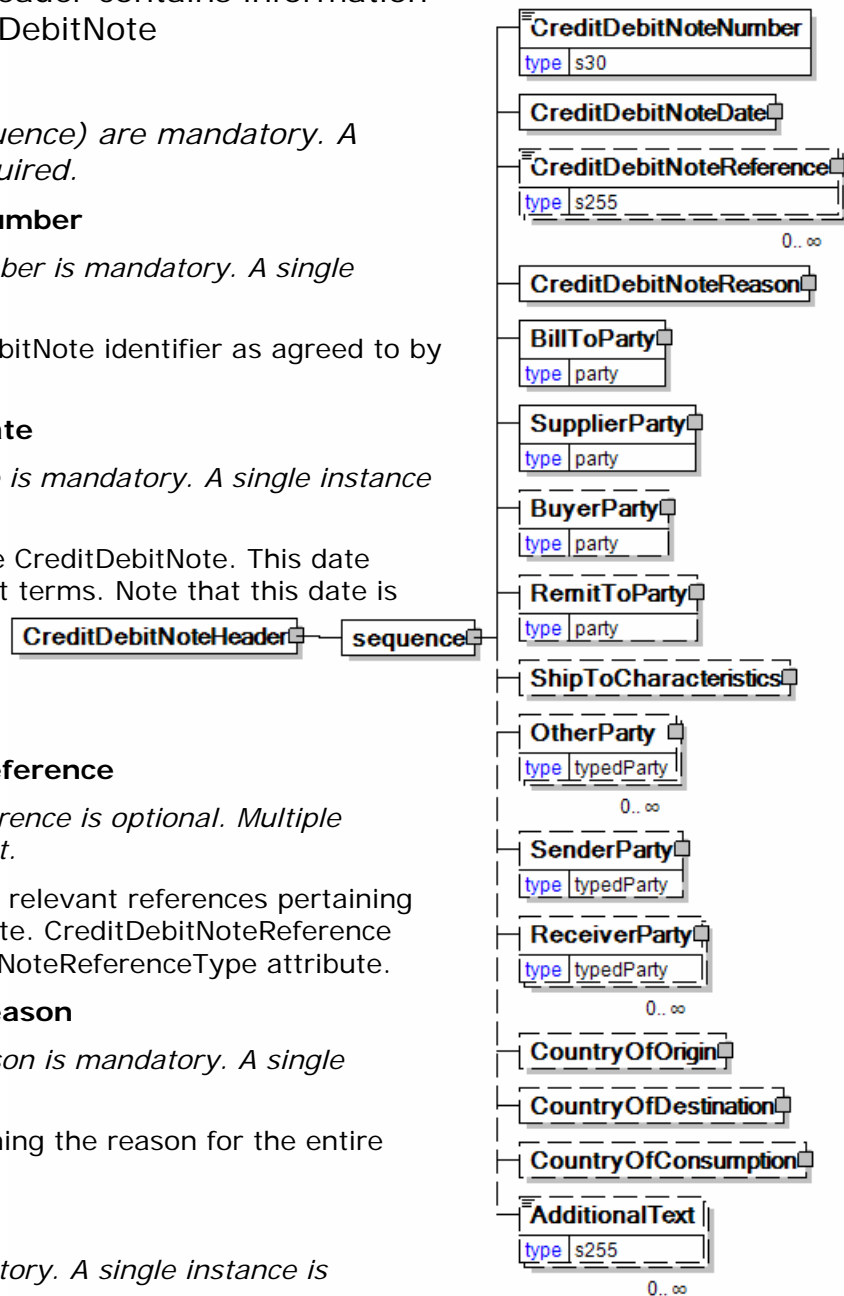 contains information
DebitNote
uence) are mandatory. A
uired.
umber
ber is mandatory. A single
bitNote identifier as agreed to by
ate
is mandatory. A single instance
e CreditDebitNote. This date
t terms. Note that this date is
eference
rence is optional. Multiple
t.
relevant references pertaining
te. CreditDebitNoteReference
NoteReferenceType attribute.
eason
son is mandatory. A single
ning the reason for the entire
tory. A single instance is
CreditDebitNoteHeader
sequence
CreditDebitNoteNumber
type s30
CreditDebitNoteDate
CreditDebitNoteReference
type s255
0.. ∞
CreditDebitNoteReason
BillToParty
type party
SupplierParty
type party
BuyerParty
type party
RemitToParty
type party
ShipToCharacteristics
OtherParty
type typedParty
0.. ∞
SenderParty
type typedParty
ReceiverParty
type typedParty
0.. ∞
CountryOfOrigin
CountryOfDestination
CountryOfConsumption
AdditionalText
type s255
0.. ∞